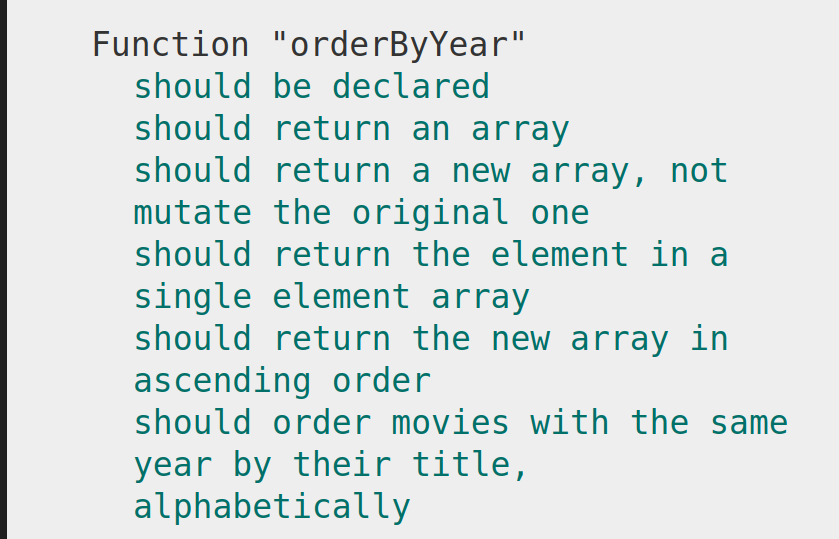 Function "orderByYear"
should be declared
should return an array
should return a new array, not
mutate the original one
should return the element in a
single element array
should return the new array in
ascending order
should order movies with the same
year by their title,
alphabetically